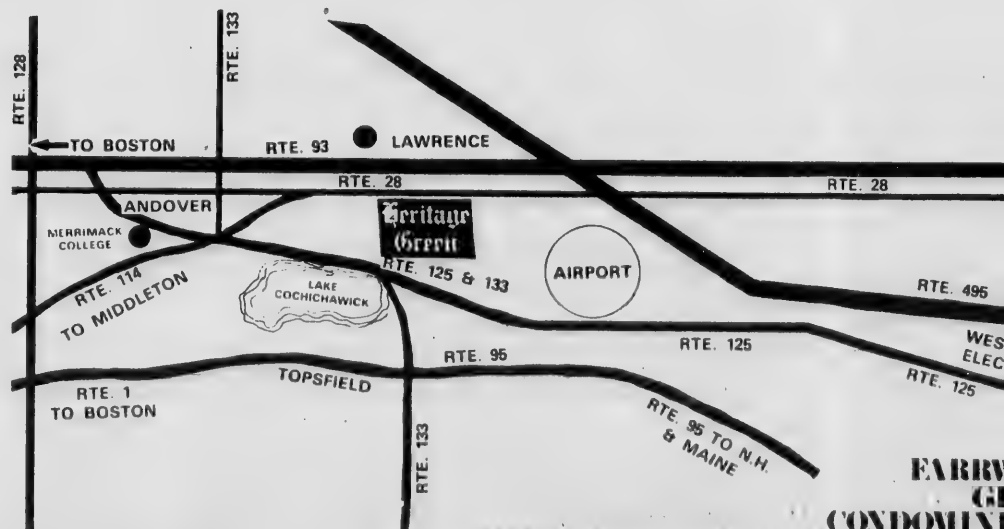 RTE. 128
RTE. 133
TO BOSTON
RTE. 93
LAWRENCE
RTE. 28
RTE. 28
ANDOVER
MERRIMACK
COLLEGE
Heritage
Green
RTE. 125 & 133
AIRPORT
RTE. 114
TO MIDDLETON
LAKE
COCHICHAWICK
RTE. 495
WES
ELEC
RTE. 125
RTE. 125
RTE. 95
TOPSFIELD
RTE. 1
TO BOSTON
RTE. 133
RTE. 95 TO N.H.
& MAINE